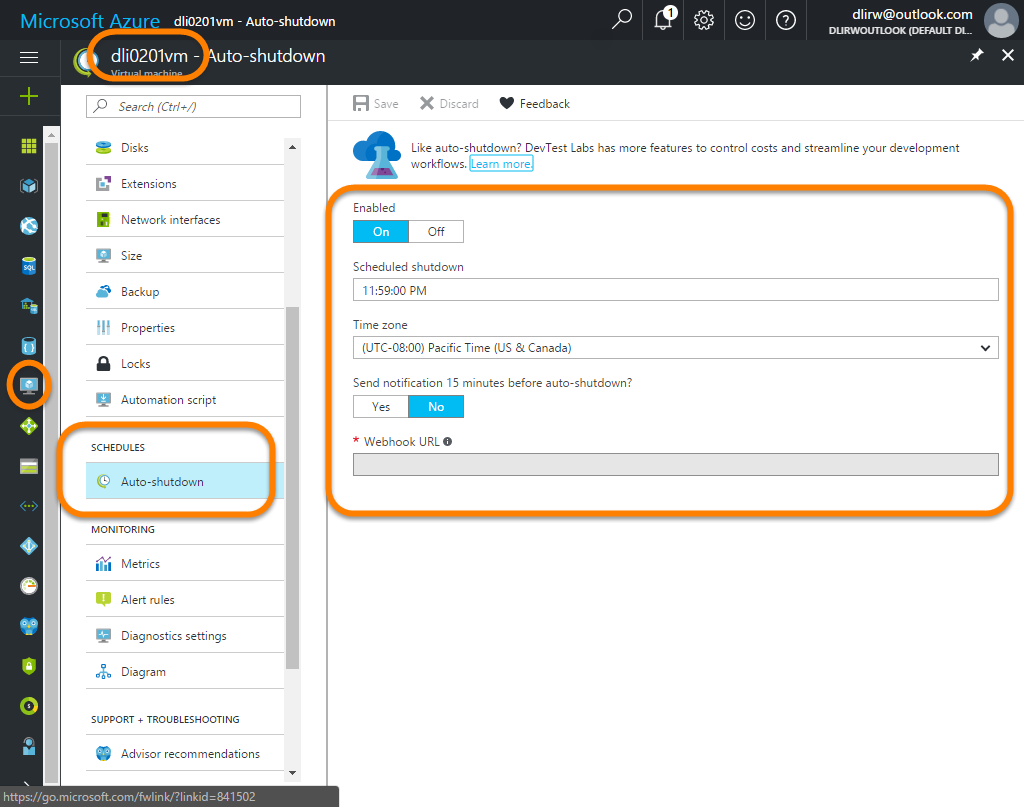 Microsoft Azure dli0201vm - Auto-shutdown
1
dlirw@outlook.com
DLIRWOUTLOOK (DEFAULT DI...
dli0201vm - Auto-shutdown
Virtual machine
Search (Ctrl+/)
Disks
Extensions
Network interfaces
Size
Backup
Properties
Locks
Automation script
SCHEDULES
Auto-shutdown
MONITORING
Metrics
Alert rules
Diagnostics settings
Diagram
SUPPORT + TROUBLESHOOTING
Advisor recommendations
Save Discard Feedback
Like auto-shutdown? DevTest Labs has more features to control costs and streamline your development
workflows. Learn more.
Enabled
On Off
Scheduled shutdown
11:59:00 PM
Time zone
(UTC-08:00) Pacific Time (US & Canada)
Send notification 15 minutes before auto-shutdown?
Yes No
* Webhook URL
SQL
https://go.microsoft.com/fwlink/?linkid=841502